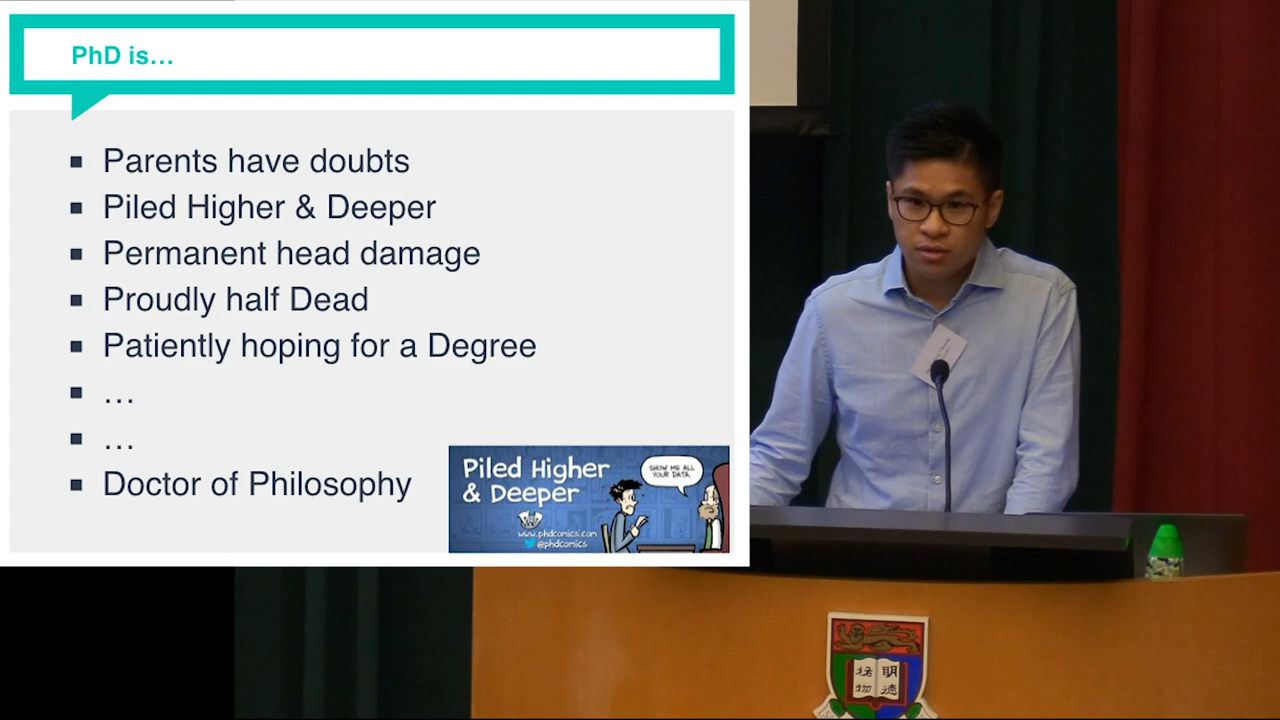 PhD is…
Parents have doubts
Piled Higher & Deeper
Permanent head damage
Proudly half Dead
Patiently hoping for a Degree
…
…
Doctor of Philosophy
Piled Higher
& Deeper
SHOW ME ALL
YOUR DATA.
www.phdcomics.com
@phdcomics
明
物 德